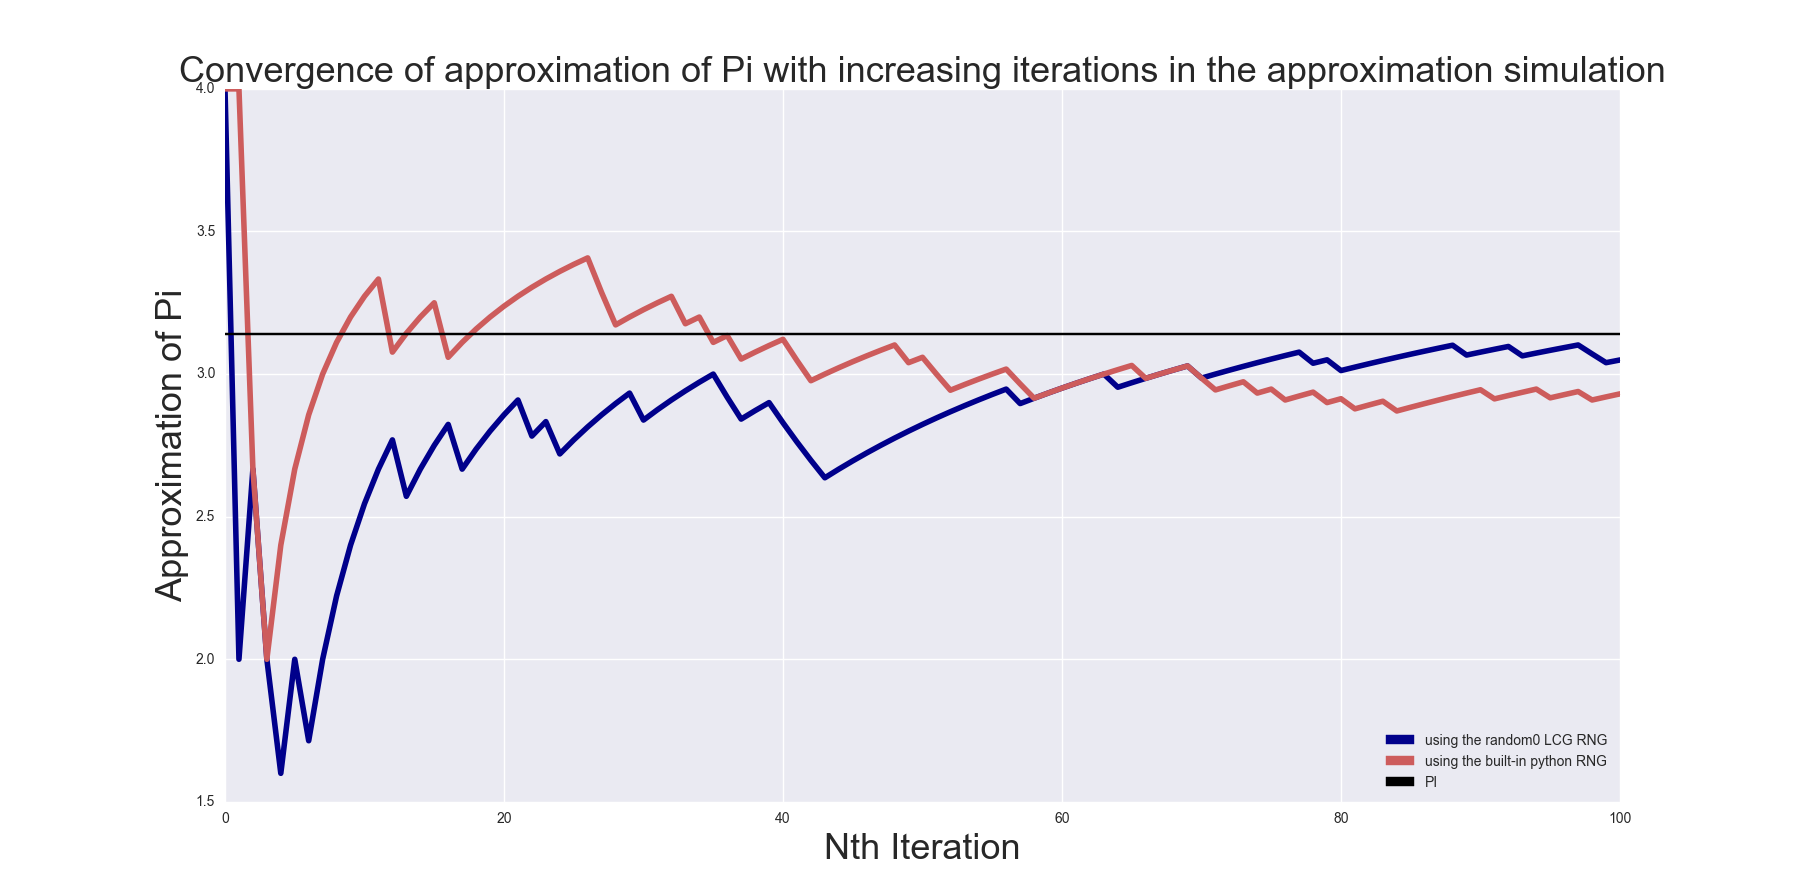 Convergence of approximation of Pi with increasing iterations in the approximation simulation
4.0
3.5
3.0
2.5
2.0
1.5
Approximation of Pi
0 20 40 60 80 100
Nth Iteration
using the random0 LCG RNG
using the built-in python RNG
PI